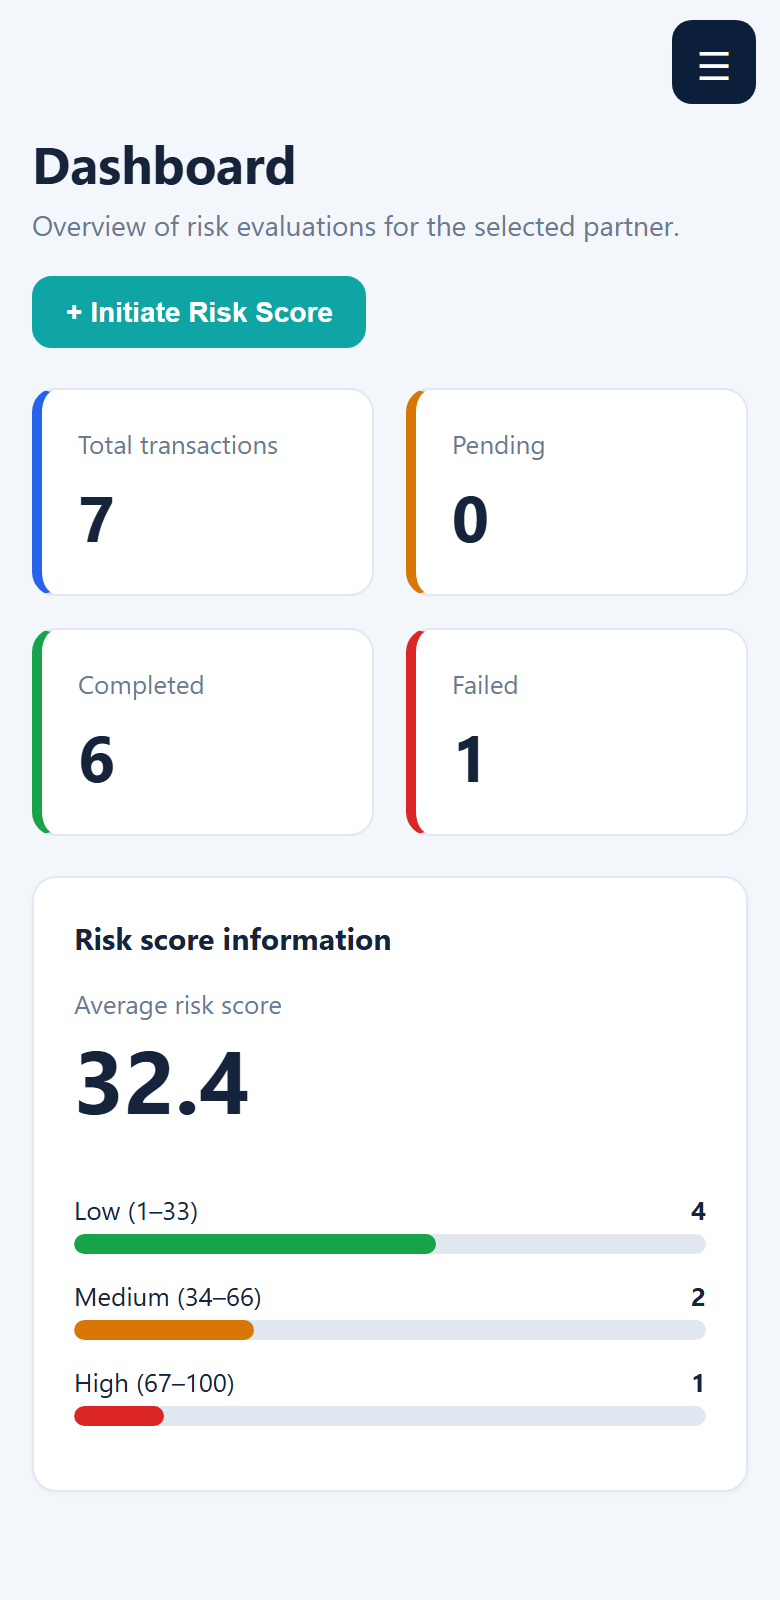 ☰
Dashboard
Overview of risk evaluations for the selected partner.
+ Initiate Risk Score
Total transactions
7
Pending
0
Completed
6
Failed
1
Risk score information
Average risk score
32.4
Low (1–33) 4
Medium (34–66) 2
High (67–100) 1